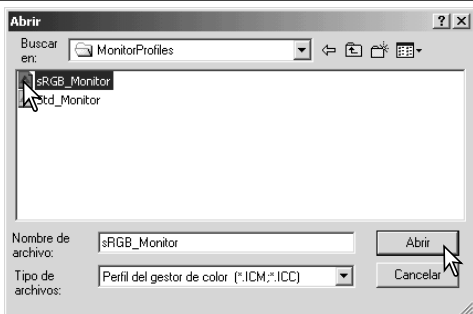 Abrir
Buscar
en:
MonitorProfiles
sRGB_Monitor
Std_Monitor
Nombre de
archivo:
sRGB_Monitor
Abrir
Tipo de
archivos:
Perfil del gestor de color (*.ICM;*.ICC)
Cancelar